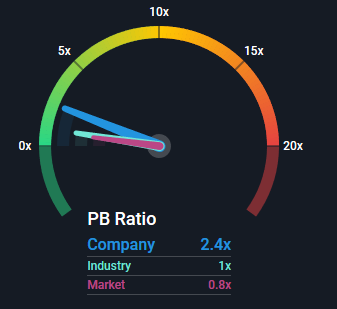 10x
5x
15x
0x
20x
PB Ratio
Company 2.4x
Industry 1x
Market 0.8x